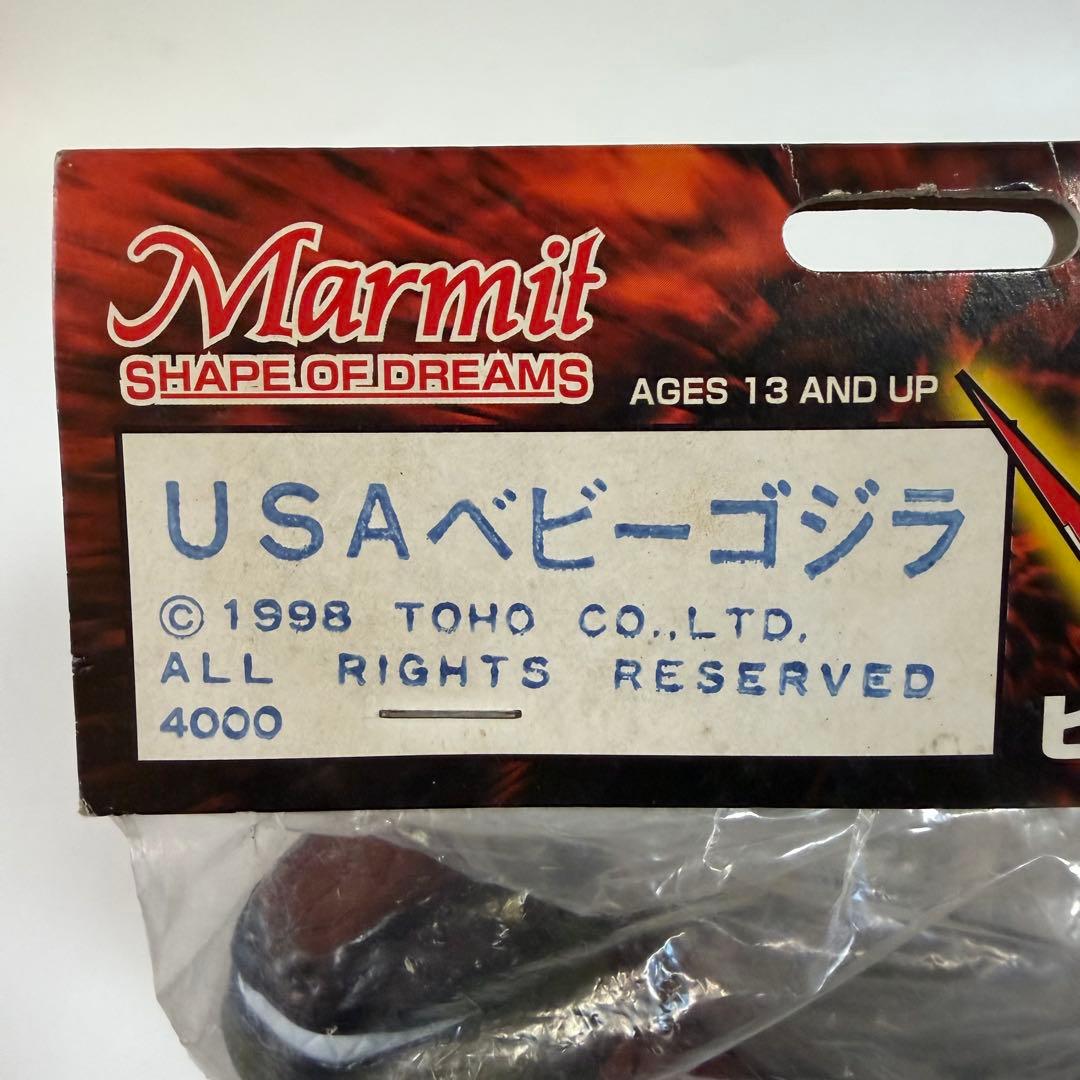 Marmit
SHAPE OF DREAMS
AGES 13 AND UP
USAベビーゴジラ
©1998 TOHO CO.,LTD.
ALL RIGHTS RESERVED
4000